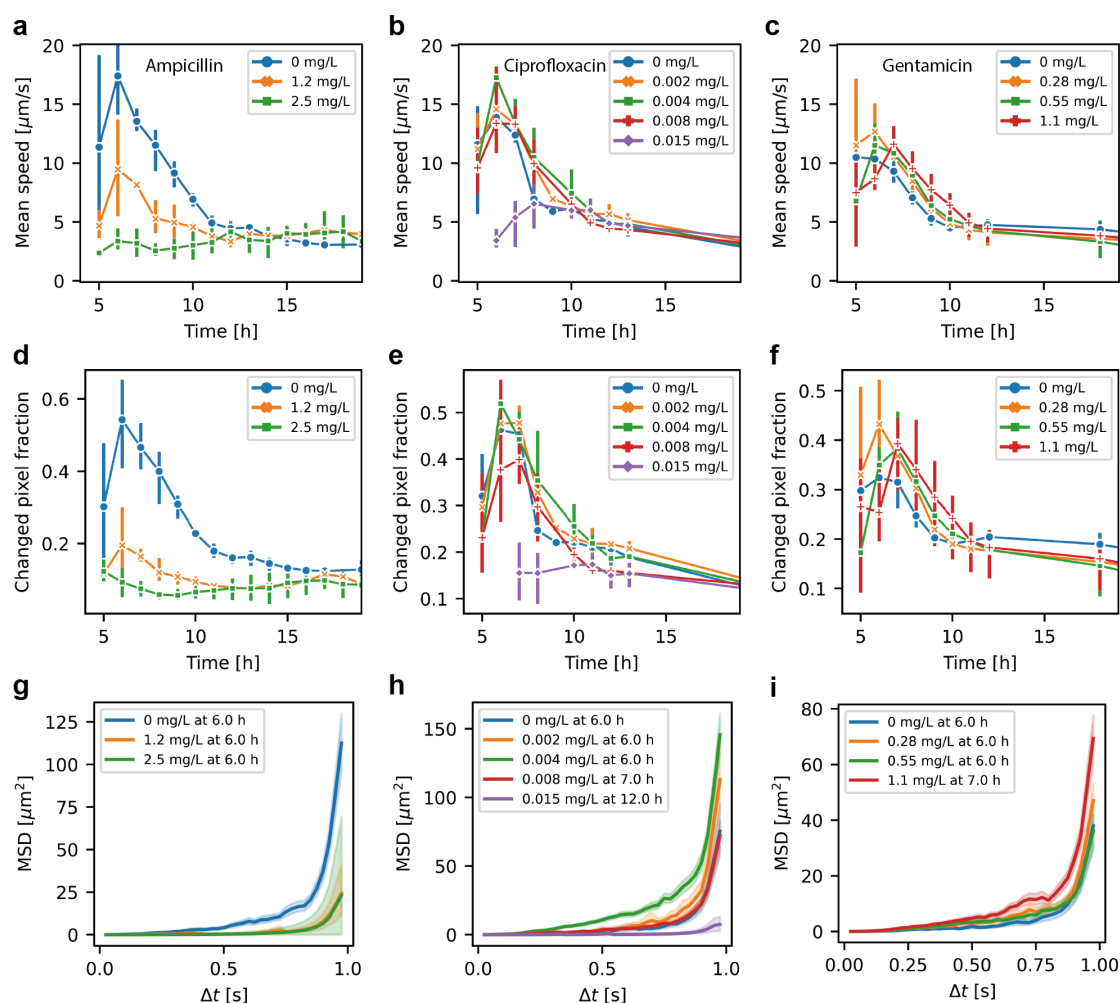 a
Ampicillin
0 mg/L
1.2 mg/L
2.5 mg/L
Mean speed [μm/s]
20
15
10
5
0
5
10
15
Time [h]
b
Ciprofloxacin
0 mg/L
0.002 mg/L
0.004 mg/L
0.008 mg/L
0.015 mg/L
Mean speed [μm/s]
20
15
10
5
0
5
10
15
Time [h]
c
Gentamicin
0 mg/L
0.28 mg/L
0.55 mg/L
1.1 mg/L
Mean speed [μm/s]
20
15
10
5
0
5
10
15
Time [h]
d
0 mg/L
1.2 mg/L
2.5 mg/L
Changed pixel fraction
0.6
0.4
0.2
5
10
15
Time [h]
e
0 mg/L
0.002 mg/L
0.004 mg/L
0.008 mg/L
0.015 mg/L
Changed pixel fraction
0.5
0.4
0.3
0.2
0.1
5
10
15
Time [h]
f
0 mg/L
0.28 mg/L
0.55 mg/L
1.1 mg/L
Changed pixel fraction
0.5
0.4
0.3
0.2
0.1
5
10
15
Time [h]
g
0 mg/L at 6.0 h
1.2 mg/L at 6.0 h
2.5 mg/L at 6.0 h
MSD [μm²]
125
100
75
50
25
0
0.0
0.5
1.0
Δt [s]
h
0 mg/L at 6.0 h
0.002 mg/L at 6.0 h
0.004 mg/L at 6.0 h
0.008 mg/L at 7.0 h
0.015 mg/L at 12.0 h
MSD [μm²]
150
100
50
0
0.0
0.5
1.0
Δt [s]
i
0 mg/L at 6.0 h
0.28 mg/L at 6.0 h
0.55 mg/L at 6.0 h
1.1 mg/L at 7.0 h
MSD [μm²]
80
60
40
20
0
0.00
0.25
0.50
0.75
1.00
Δt [s]